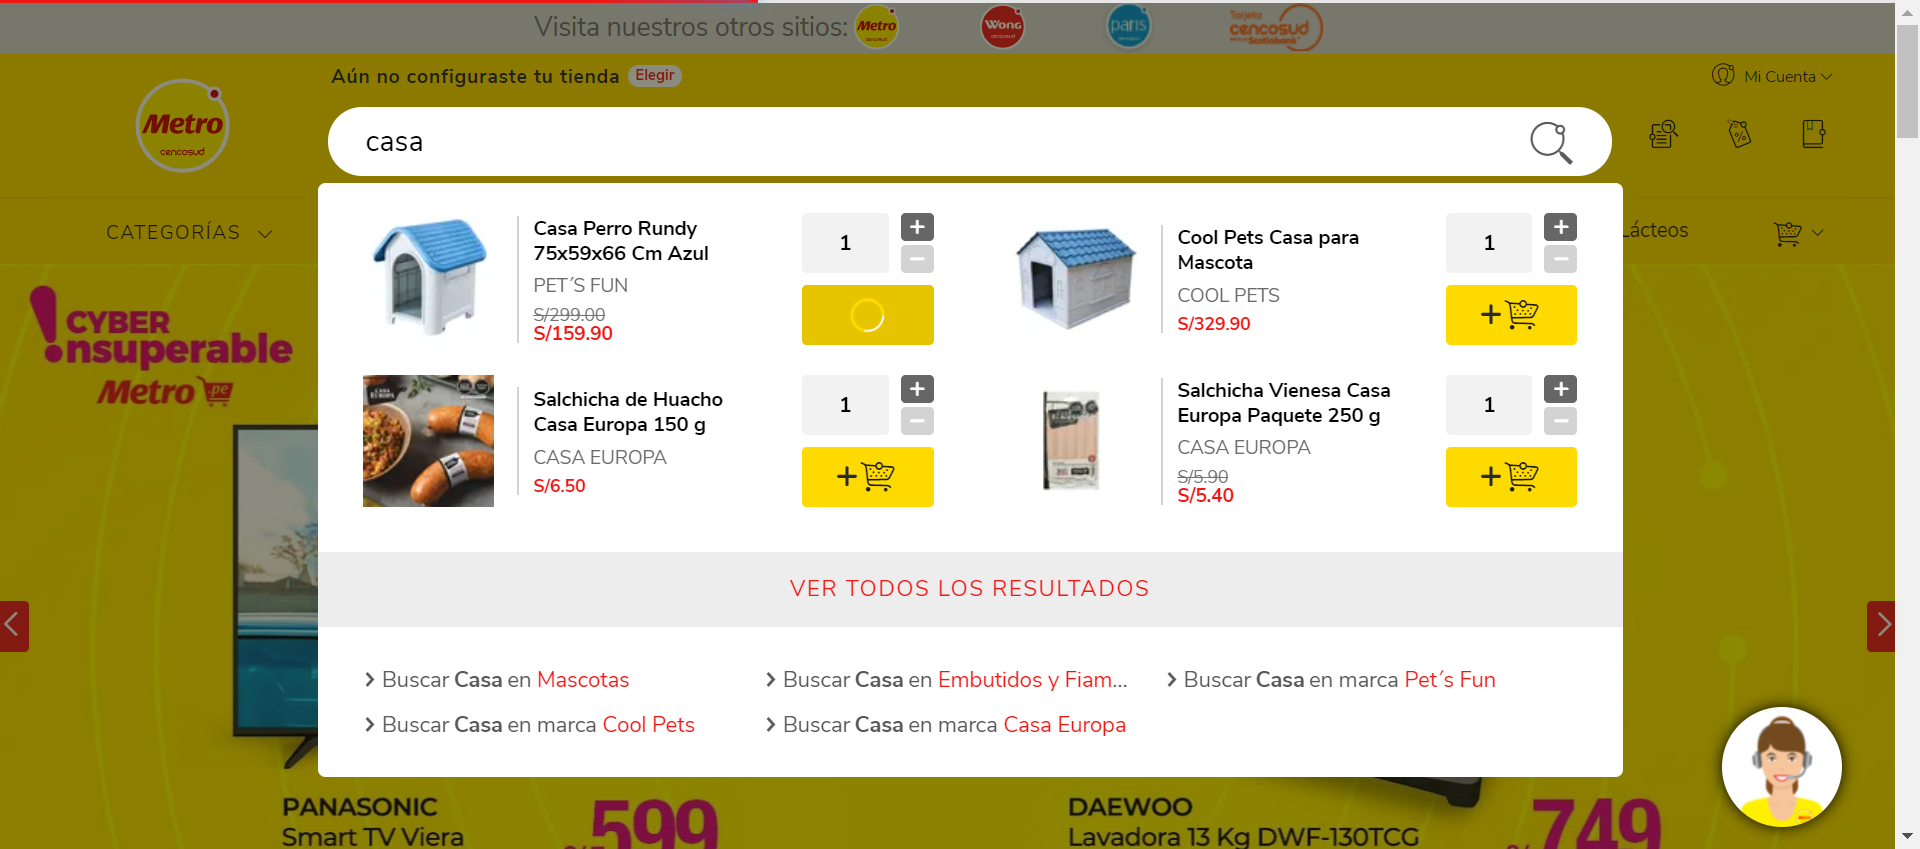 Visita nuestros otros sitios:
Metro
cencosud
Wong
cencosud
paris
cencosud
Tarjeta
cencosud
Scotiabank
Aún no configuraste tu tienda Elegir
Mi Cuenta
Metro
cencosud
casa
CATEGORÍAS
Lácteos
Casa Perro Rundy
75x59x66 Cm Azul
PET´S FUN
S/299.00
S/159.90
1
+
−
Cool Pets Casa para
Mascota
COOL PETS
S/329.90
1
+
−
+
CYBER
!nsuperable
Metro pe
CASA EUROPA
Salchicha de Huacho
Casa Europa 150 g
CASA EUROPA
S/6.50
1
+
−
+
Salchicha Vienesa Casa
Europa Paquete 250 g
CASA EUROPA
S/5.90
S/5.40
1
+
−
+
VER TODOS LOS RESULTADOS
Buscar Casa en Mascotas
Buscar Casa en Embutidos y Fiam...
Buscar Casa en marca Pet´s Fun
Buscar Casa en marca Cool Pets
Buscar Casa en marca Casa Europa
PANASONIC
Smart TV Viera
599
DAEWOO
Lavadora 13 Kg DWF-130TCG
S/ 749